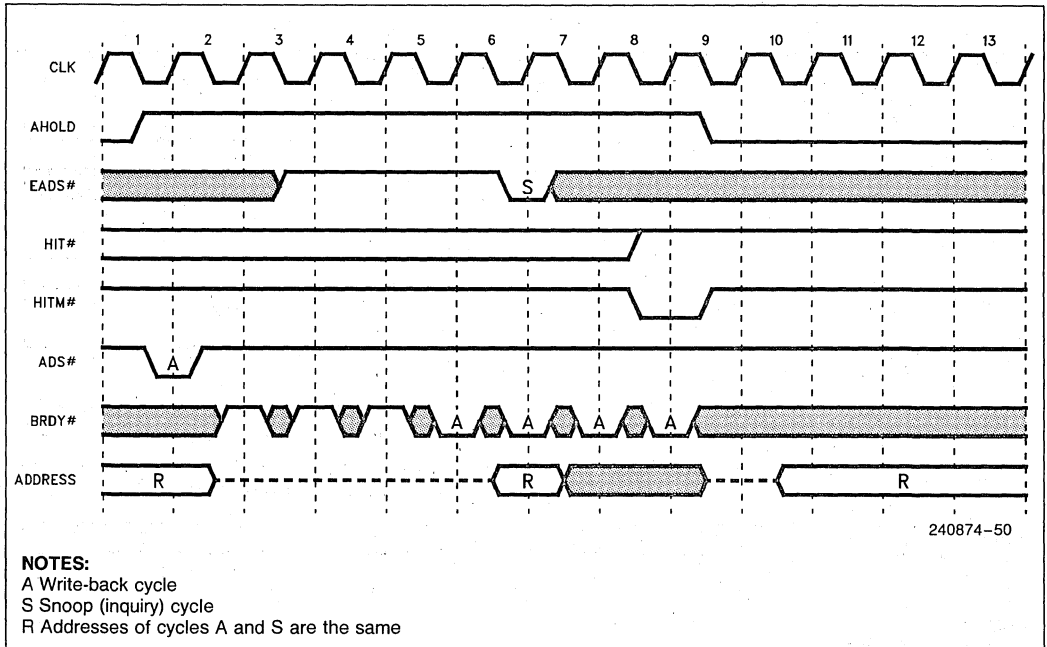 1 2 3 4 5 6 7 8 9 10 11 12 13
CLK
AHOLD
EADS#
S
HIT#
HITM#
ADS#
A
BRDY#
A A A A
ADDRESS
R R R
240874–50
NOTES:
A Write-back cycle
S Snoop (inquiry) cycle
R Addresses of cycles A and S are the same